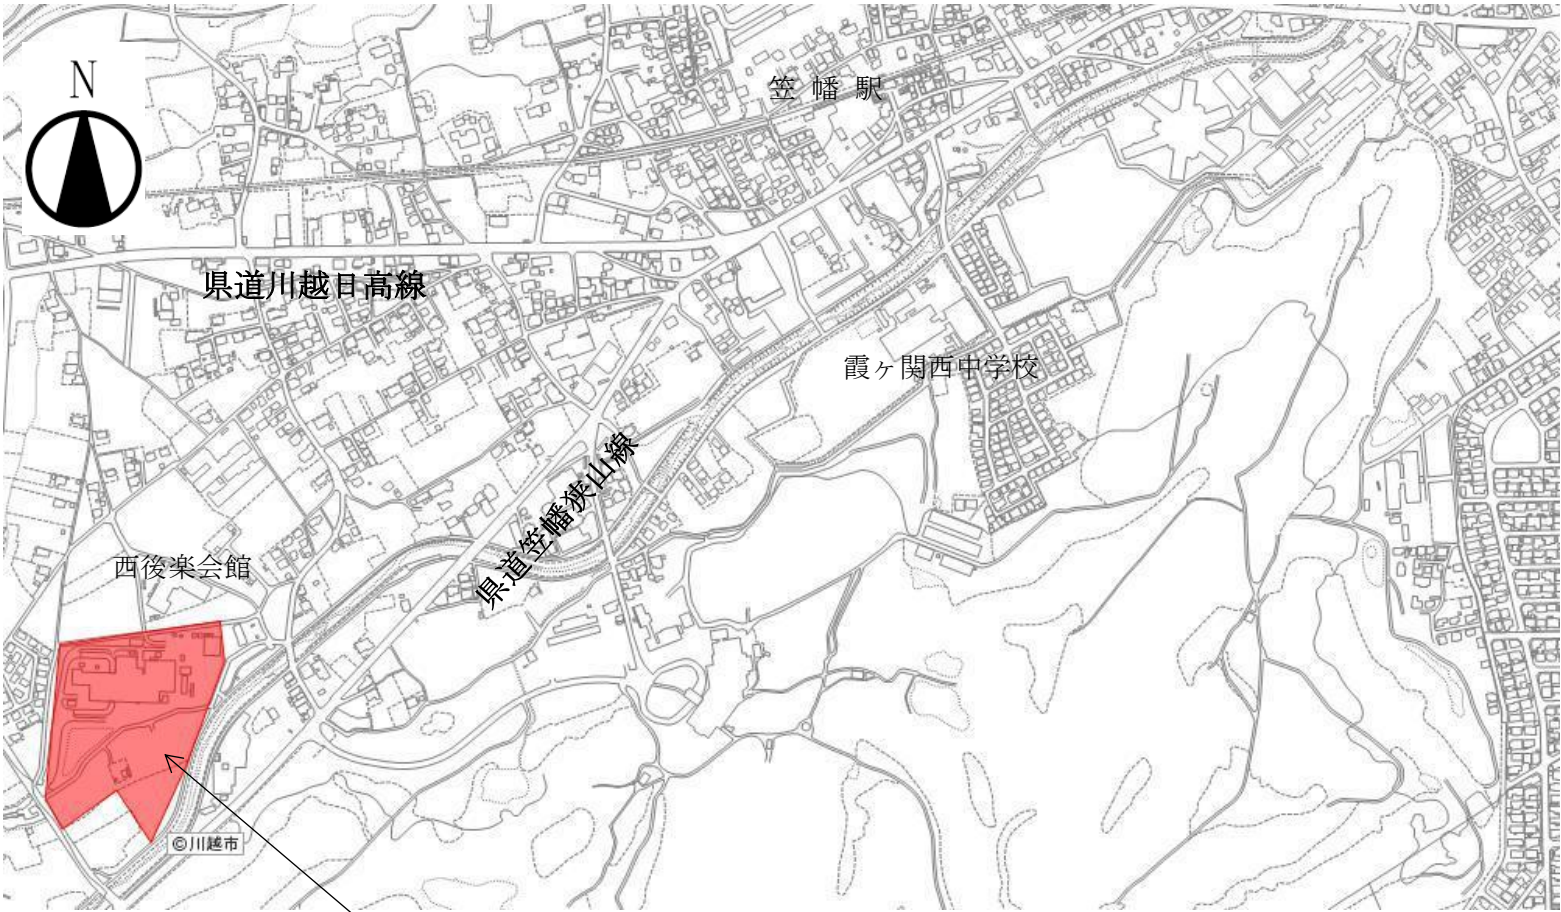 N
笠幡駅
県道川越日高線
霞ヶ関西中学校
県道笠幡狭山線
西後楽会館
©川越市